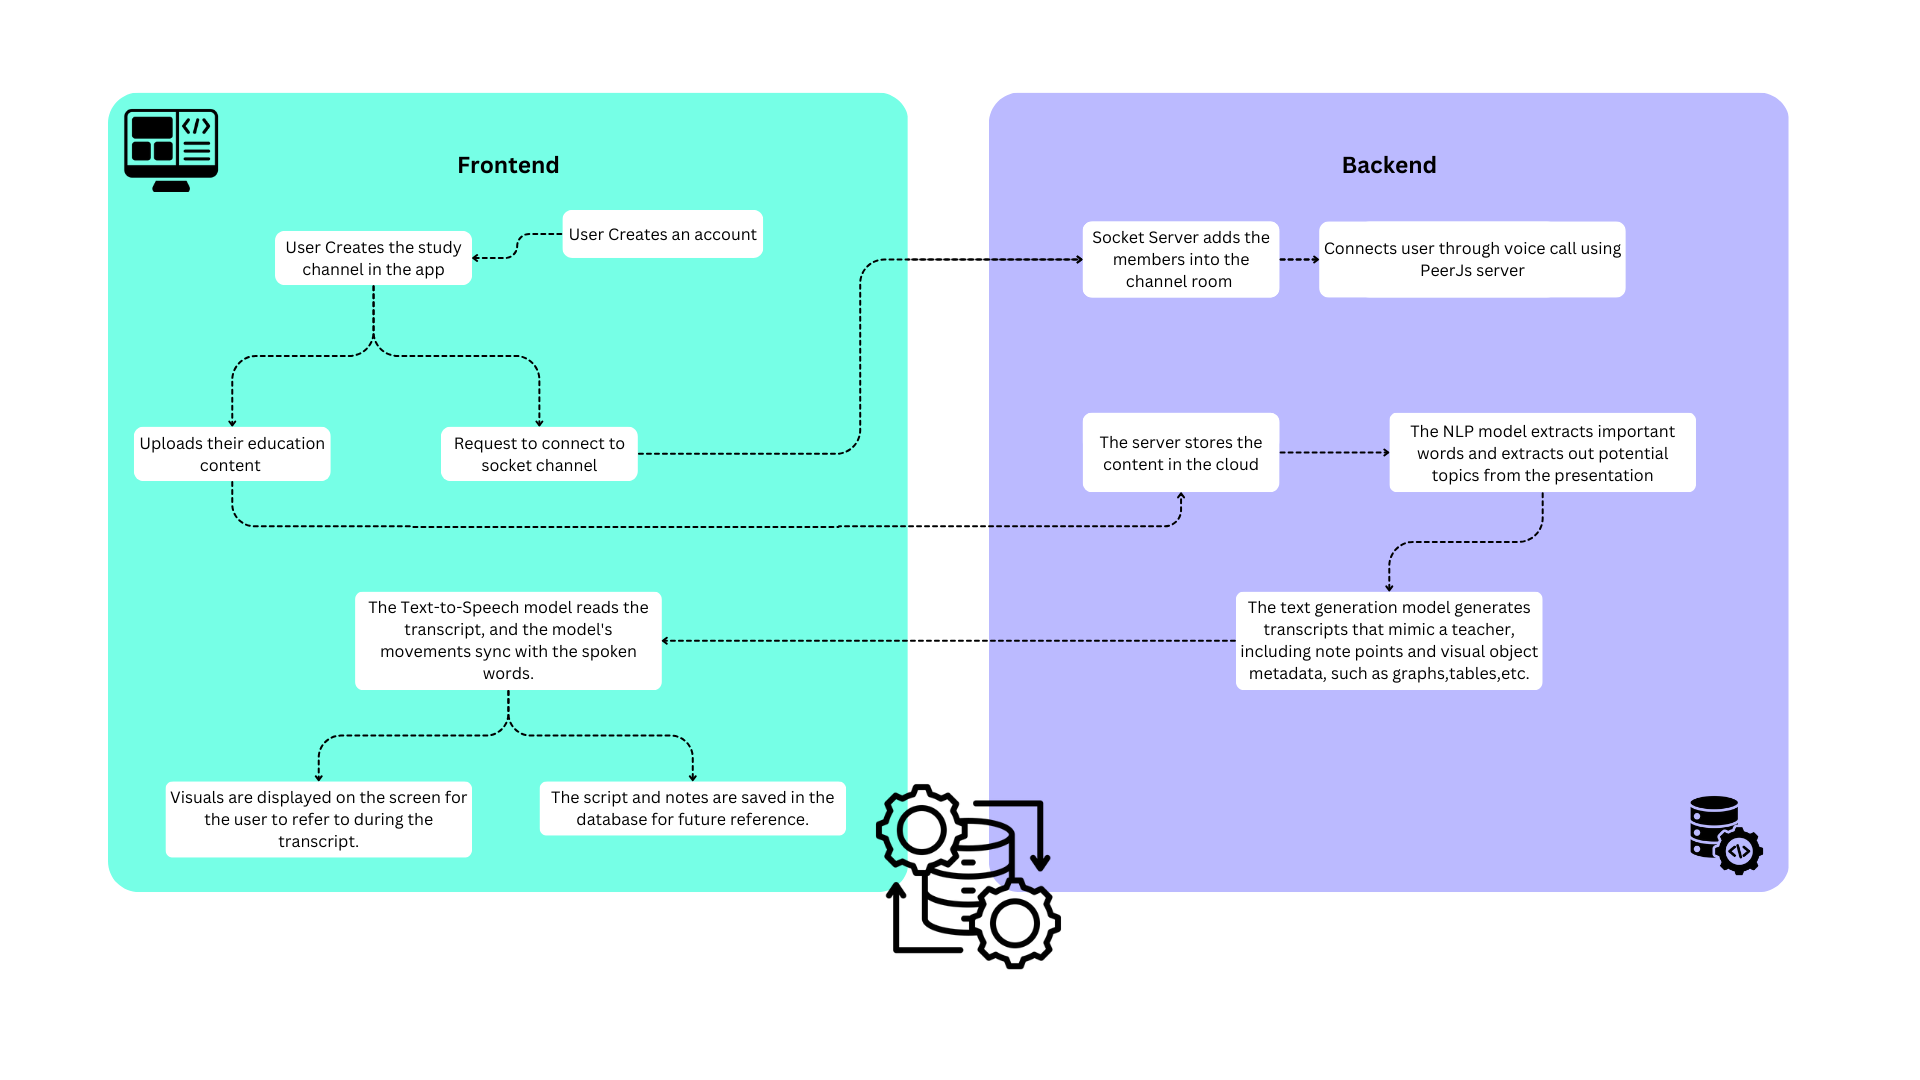 Frontend
User Creates an account
User Creates the study
channel in the app
Uploads their education
content
Request to connect to
socket channel
The Text-to-Speech model reads the
transcript, and the model's
movements sync with the spoken
words.
Visuals are displayed on the screen for
the user to refer to during the
transcript.
The script and notes are saved in the
database for future reference.
Backend
Socket Server adds the
members into the
channel room
Connects user through voice call using
PeerJs server
The server stores the
content in the cloud
The NLP model extracts important
words and extracts out potential
topics from the presentation
The text generation model generates
transcripts that mimic a teacher,
including note points and visual object
metadata, such as graphs,tables,etc.